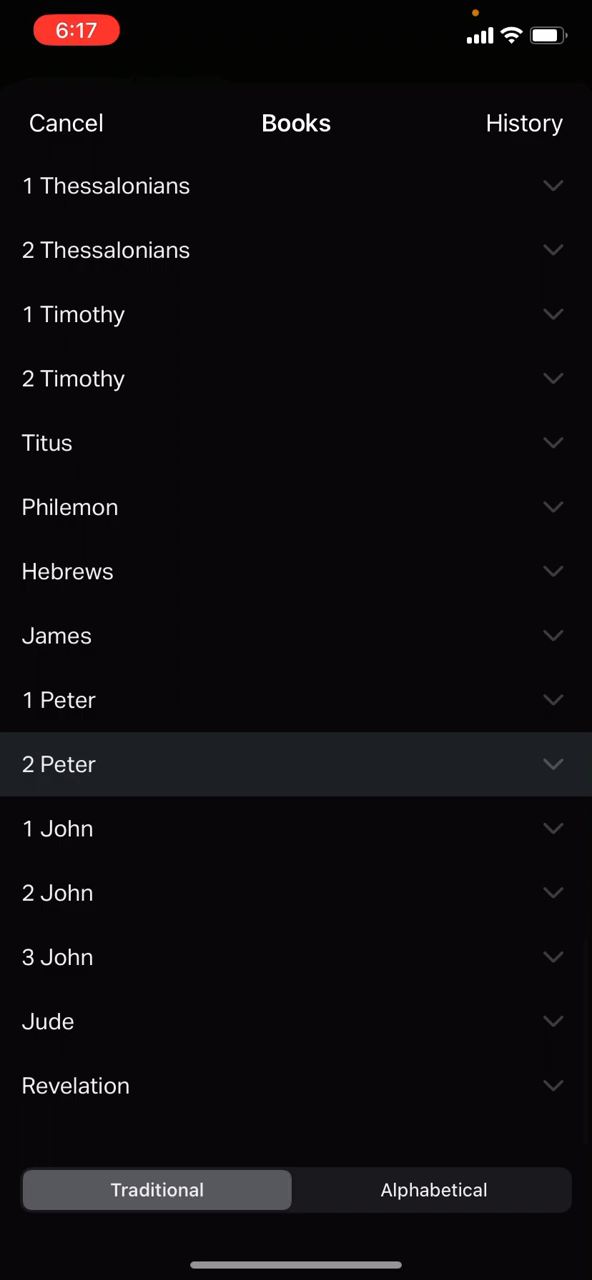 6:17
Cancel Books History
1 Thessalonians
2 Thessalonians
1 Timothy
2 Timothy
Titus
Philemon
Hebrews
James
1 Peter
2 Peter
1 John
2 John
3 John
Jude
Revelation
Traditional Alphabetical